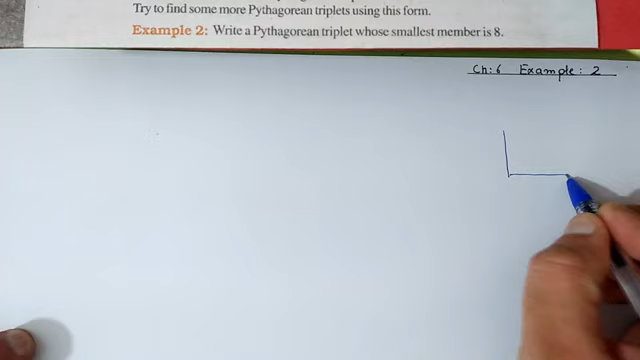 Try to find some more Pythagorean triplets using this form.
Example 2: Write a Pythagorean triplet whose smallest member is 8.
Ch: 6 Example: 2